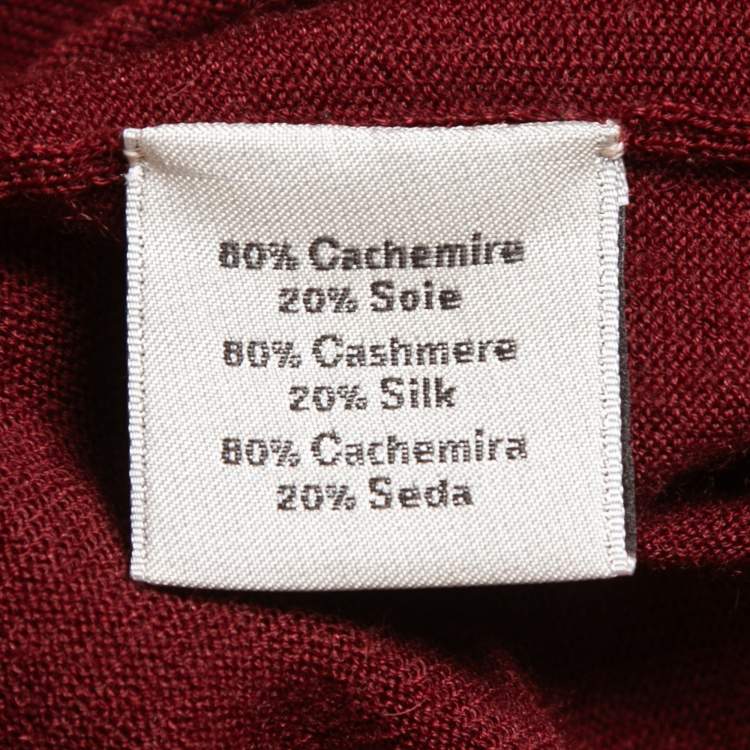 80% Cachemire
20% Soie
80% Cashmere
20% Silk
80% Cachemira
20% Seda